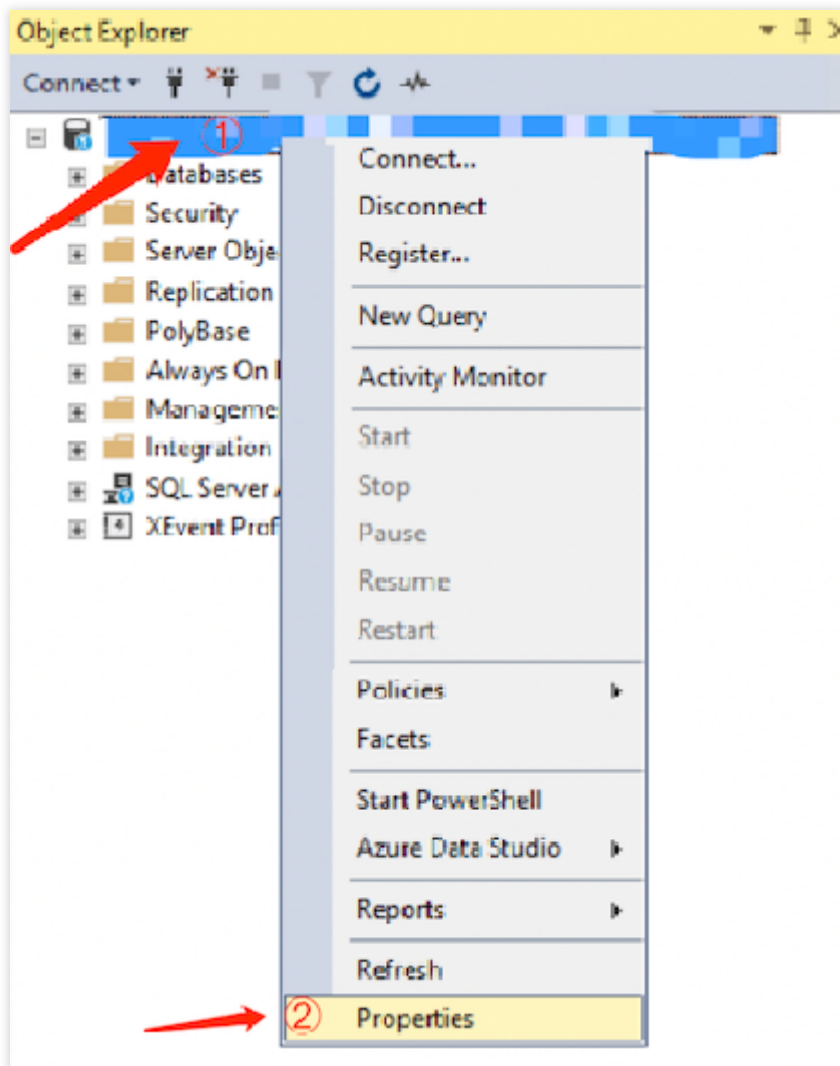 Object Explorer
Connect
①
Databases
Security
Server Obje
Replication
PolyBase
Always On
Manageme
Integration
SQL Server
XEvent Prof
Connect...
Disconnect
Register...
New Query
Activity Monitor
Start
Stop
Pause
Resume
Restart
Policies
Facets
Start PowerShell
Azure Data Studio
Reports
Refresh
② Properties